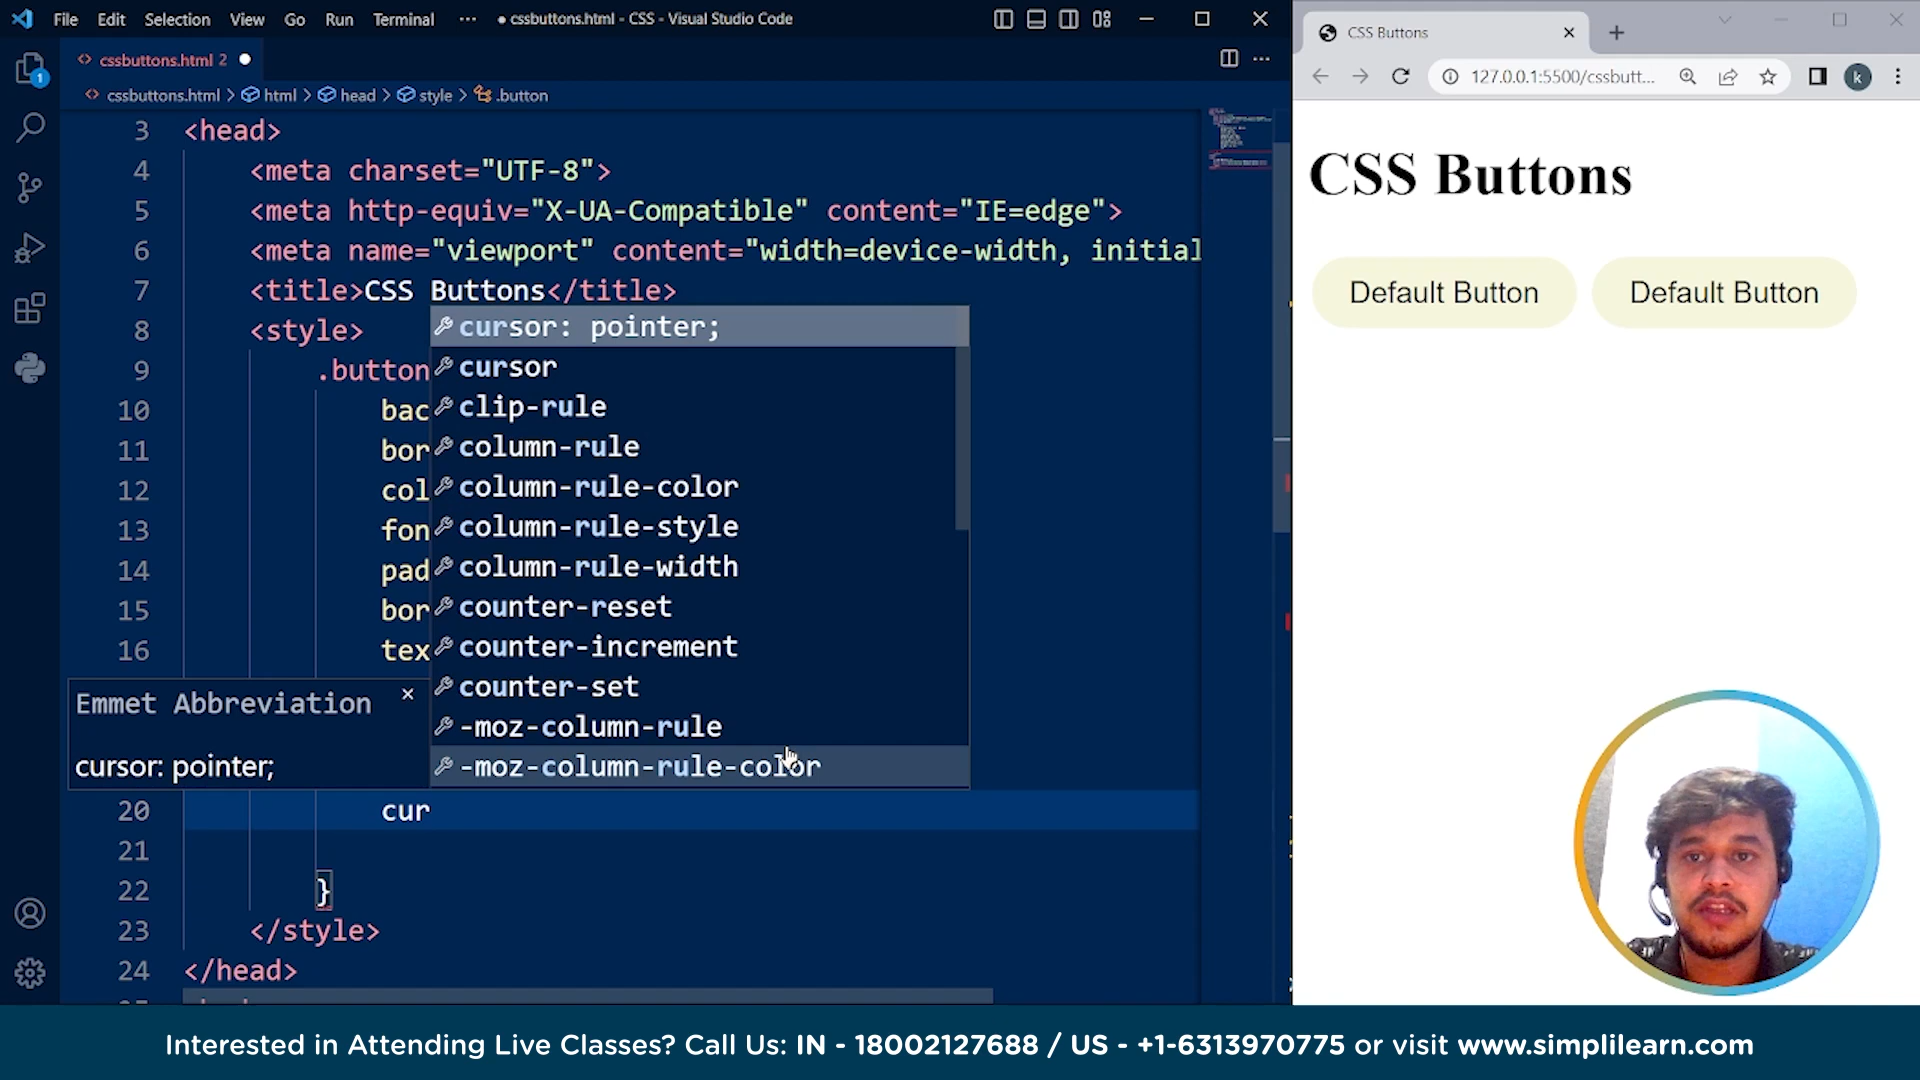 File Edit Selection View Go Run Terminal ··· ● cssbuttons.html - CSS - Visual Studio Code
<> cssbuttons.html 2 ●
<> cssbuttons.html > html > head > style > .button
1
3 <head>
4 <meta charset="UTF-8">
5 <meta http-equiv="X-UA-Compatible" content="IE=edge">
6 <meta name="viewport" content="width=device-width, initial
7 <title>CSS Buttons</title>
8 <style>
9 .button
10 bac
11 bor
12 col
13 fon
14 pad
15 bor
16 tex
cursor: pointer;
cursor
clip-rule
column-rule
column-rule-color
column-rule-style
column-rule-width
counter-reset
counter-increment
counter-set
-moz-column-rule
-moz-column-rule-color
Emmet Abbreviation ×
cursor: pointer;
20 cur
21
22 }
23 </style>
24 </head>
CSS Buttons
127.0.0.1:5500/cssbutt...
k
CSS Buttons
Default Button Default Button
Interested in Attending Live Classes? Call Us: IN - 18002127688 / US - +1-6313970775 or visit www.simplilearn.com